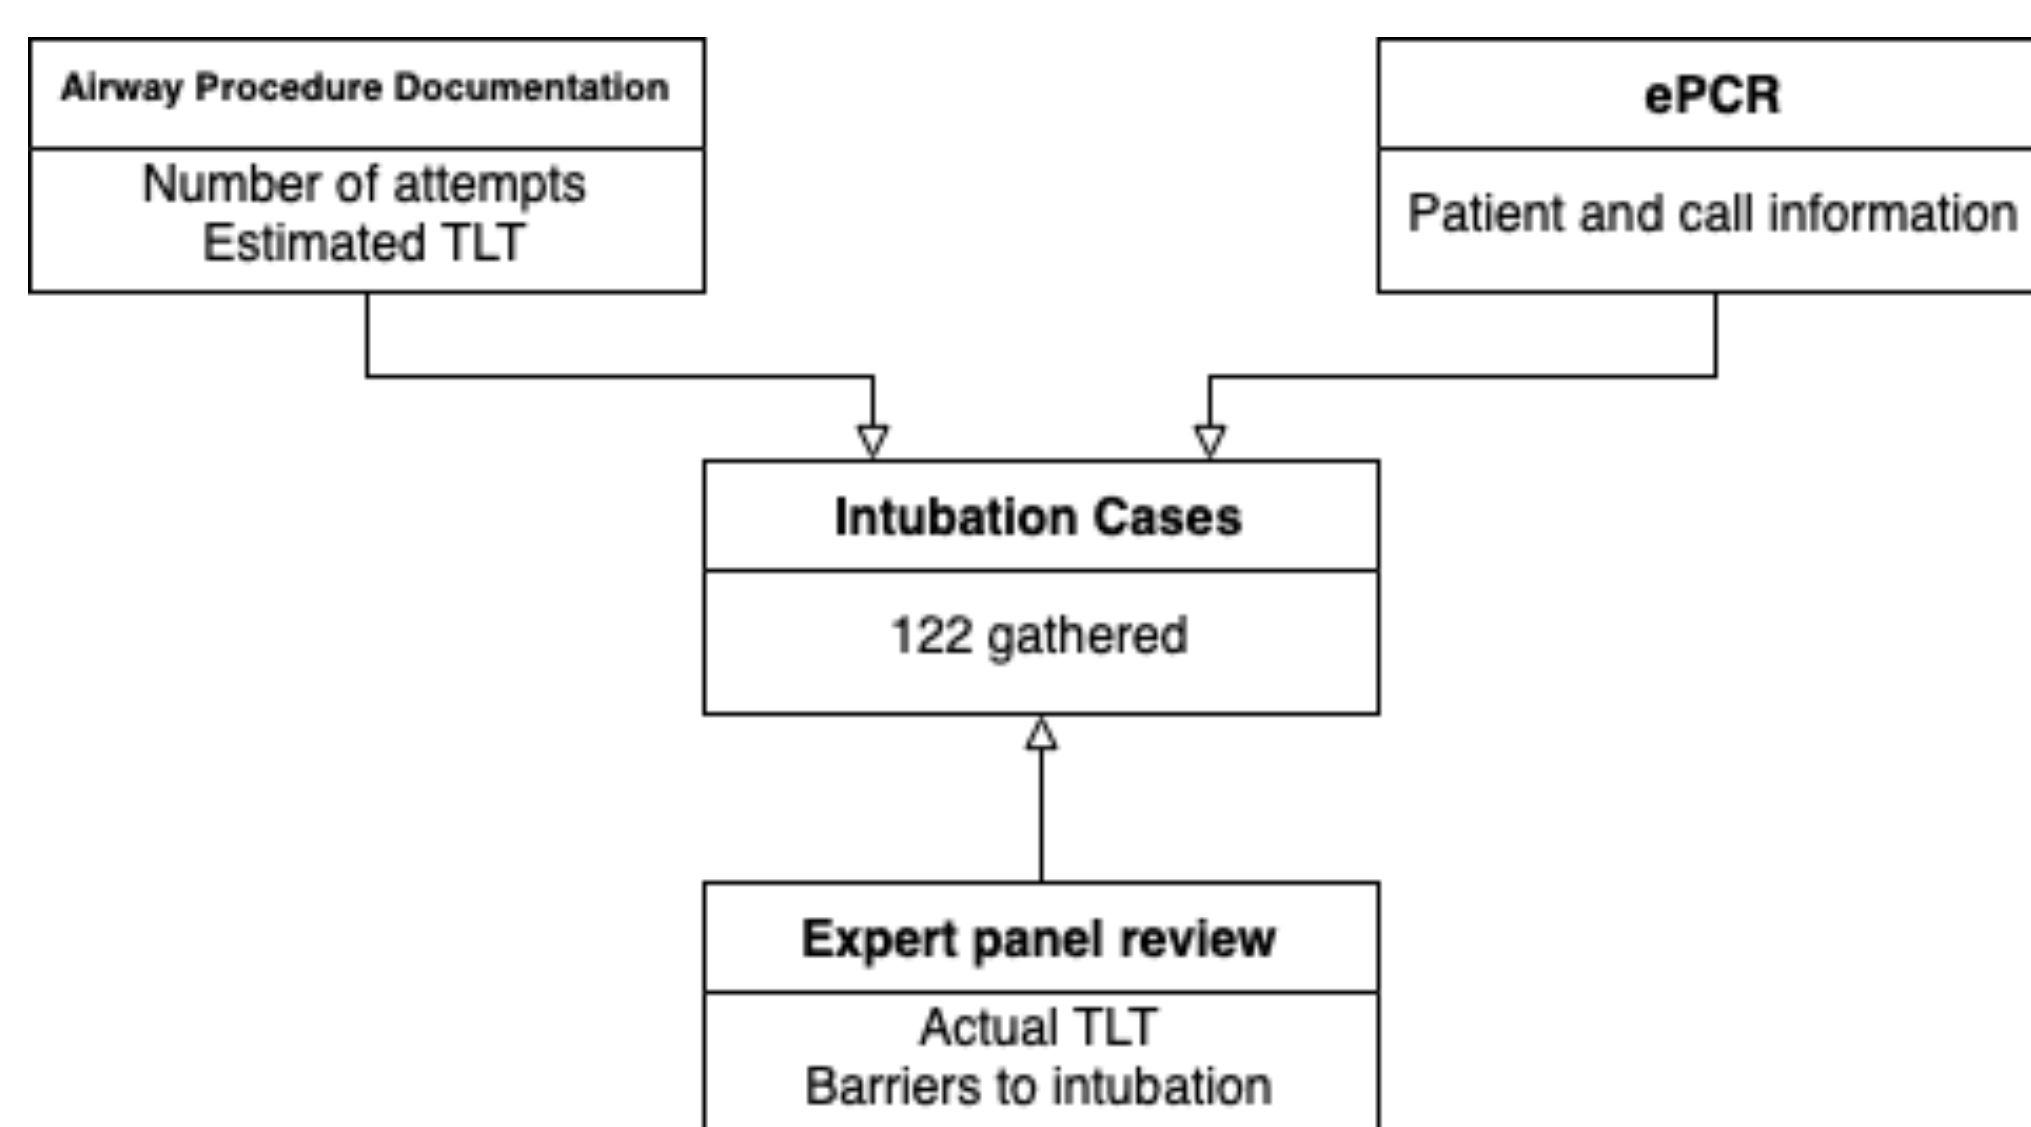 Airway Procedure Documentation
Number of attempts
Estimated TLT
ePCR
Patient and call information
Intubation Cases
122 gathered
Expert panel review
Actual TLT
Barriers to intubation